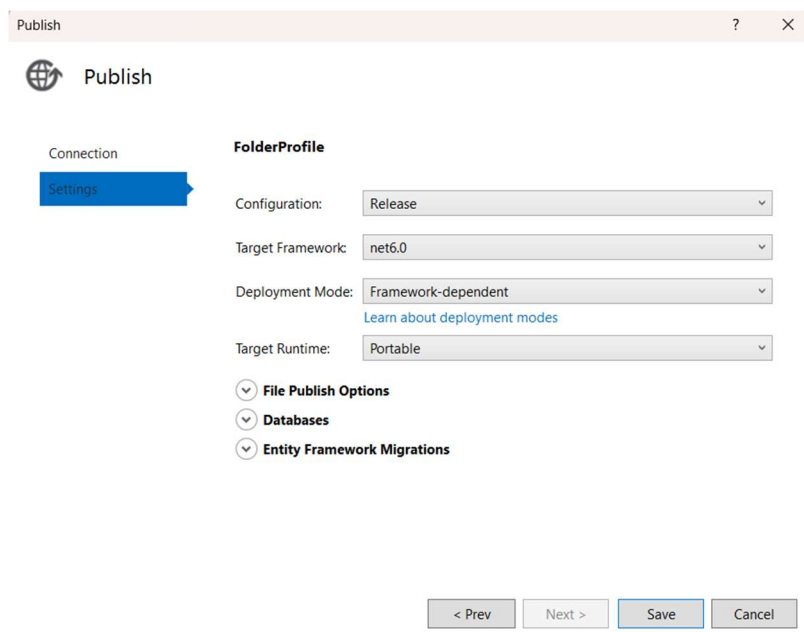 Publish
?
Publish
Connection
Settings
FolderProfile
Configuration: Release
Target Framework: net6.0
Deployment Mode: Framework-dependent
Learn about deployment modes
Target Runtime: Portable
File Publish Options
Databases
Entity Framework Migrations
< Prev Next > Save Cancel